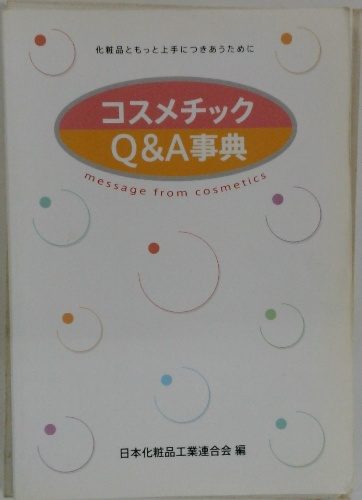 化粧品ともっと上手につきあうために
コスメチック
Q&A事典
message from cosmetics
日本化粧品工業連合会 編